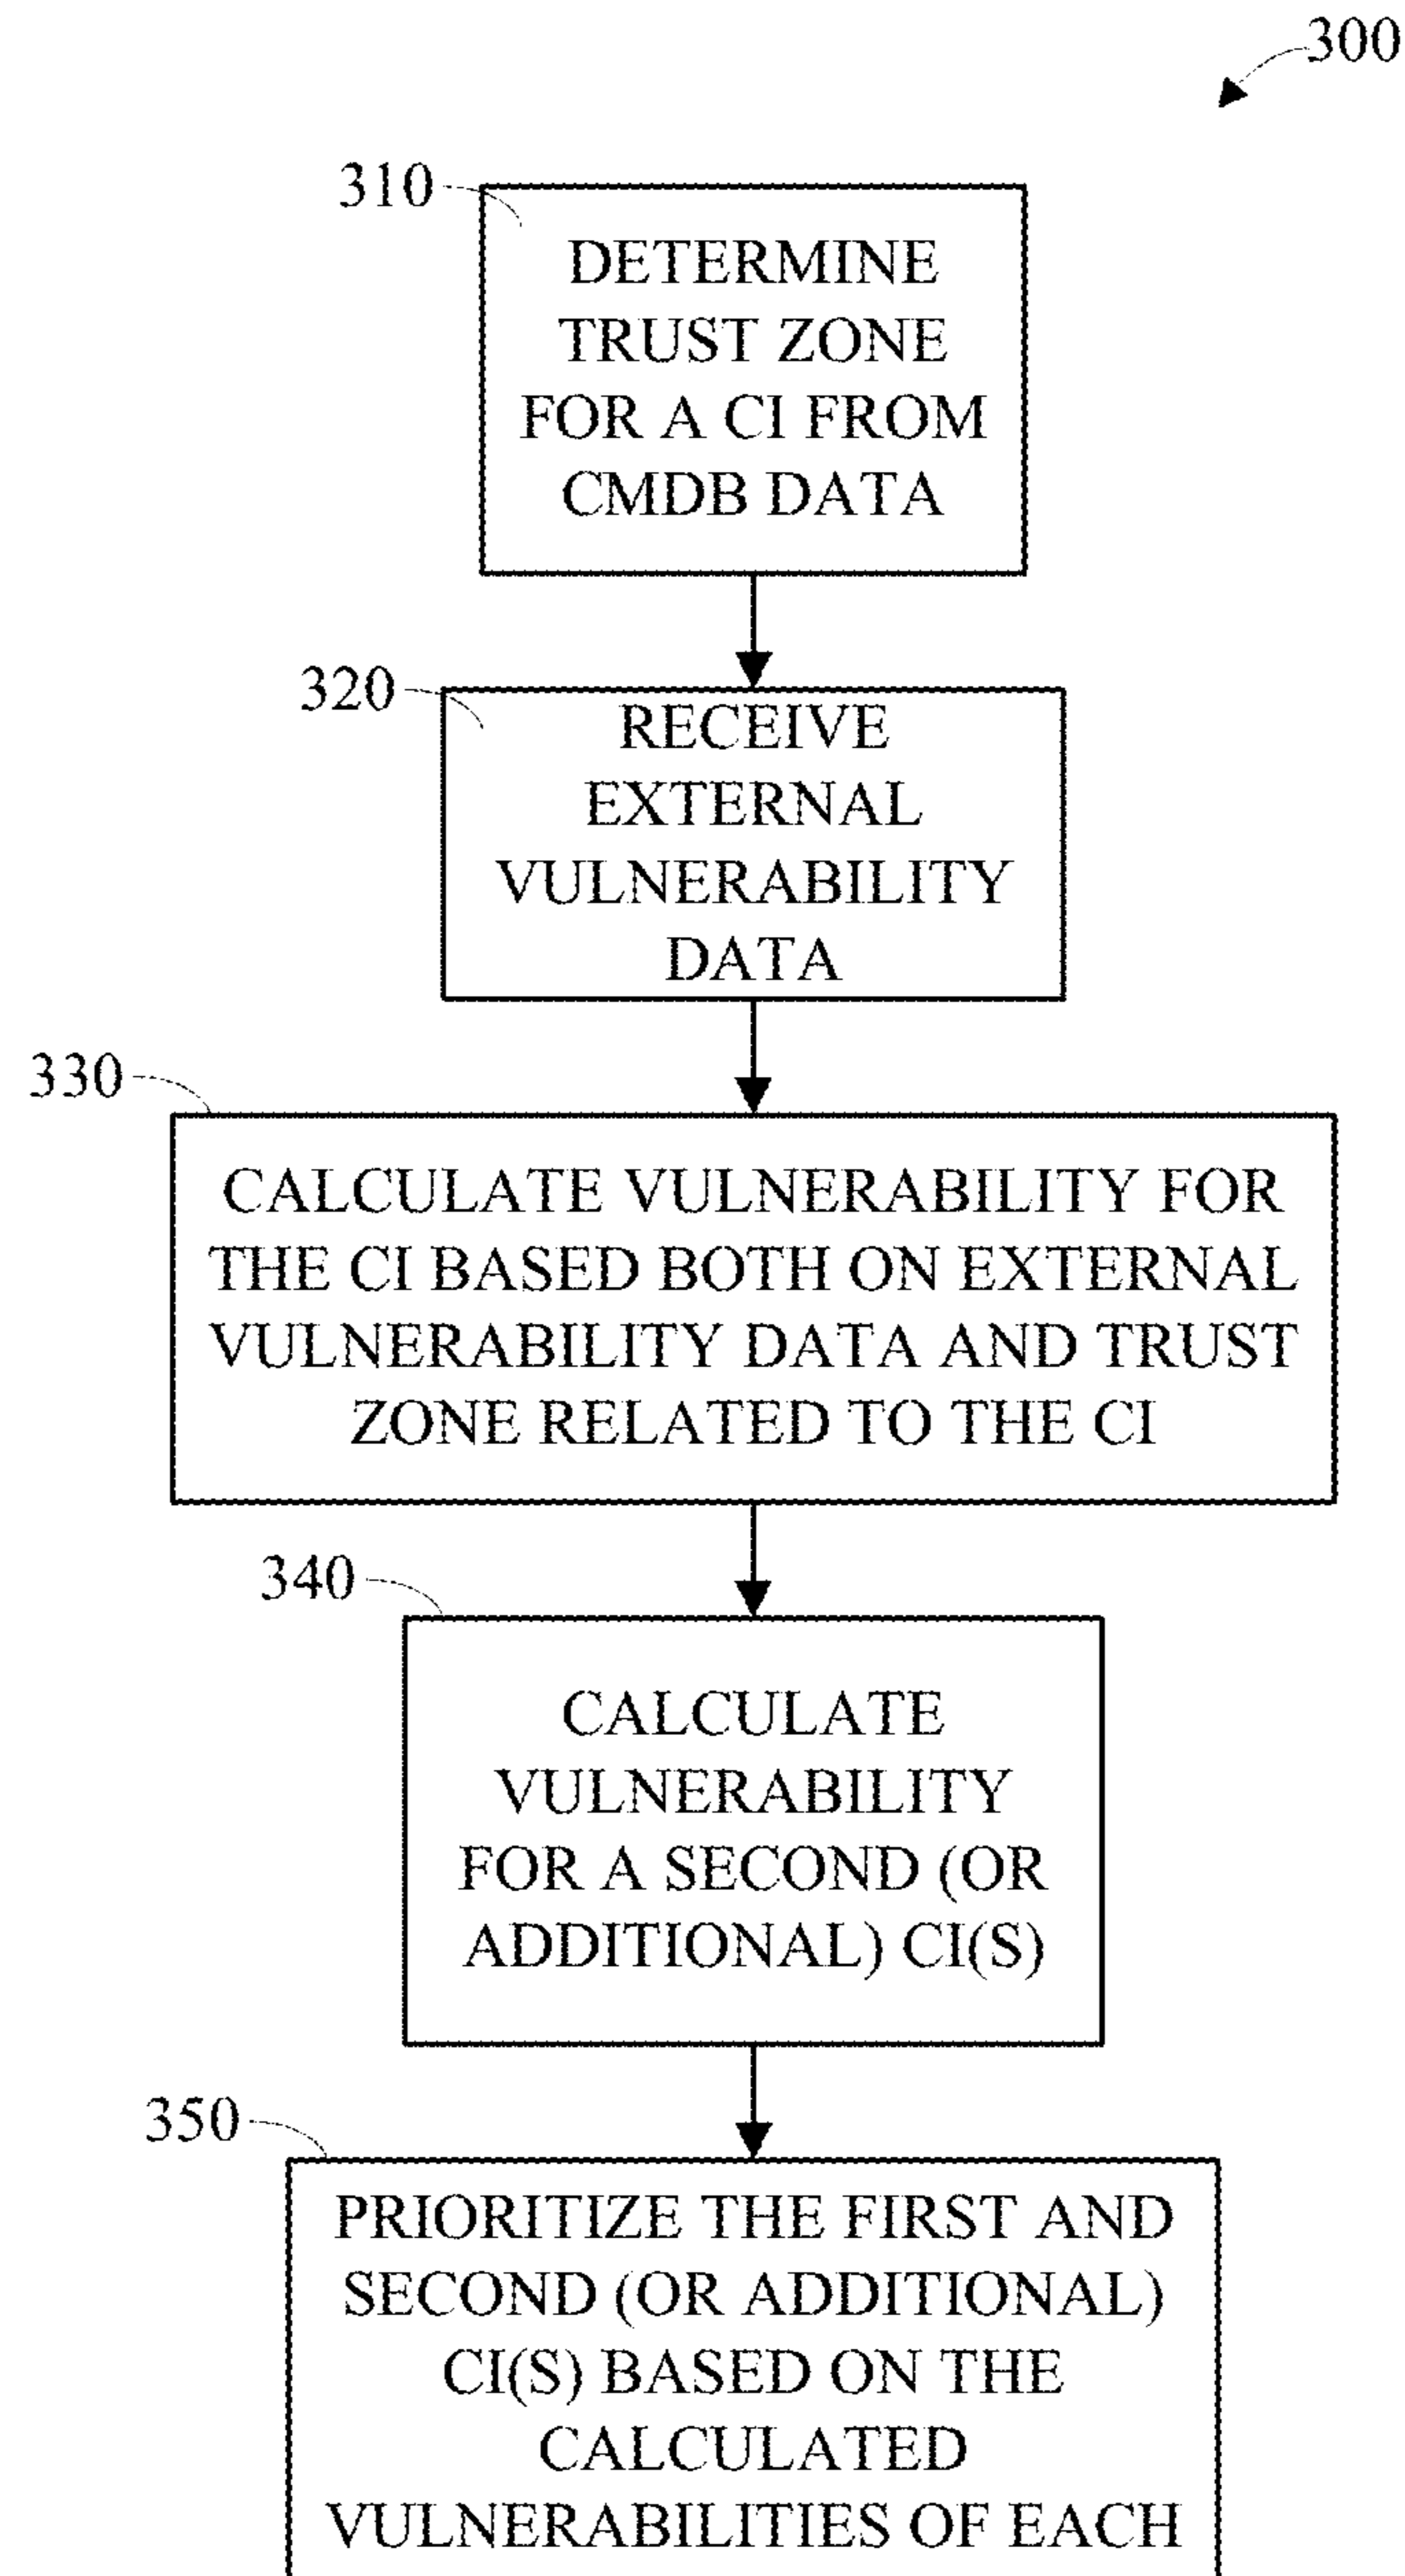 300
310
DETERMINE
TRUST ZONE
FOR A CI FROM
CMDB DATA
320
RECEIVE
EXTERNAL
VULNERABILITY
DATA
330
CALCULATE VULNERABILITY FOR
THE CI BASED BOTH ON EXTERNAL
VULNERABILITY DATA AND TRUST
ZONE RELATED TO THE CI
340
CALCULATE
VULNERABILITY
FOR A SECOND (OR
ADDITIONAL) CI(S)
350
PRIORITIZE THE FIRST AND
SECOND (OR ADDITIONAL)
CI(S) BASED ON THE
CALCULATED
VULNERABILITIES OF EACH